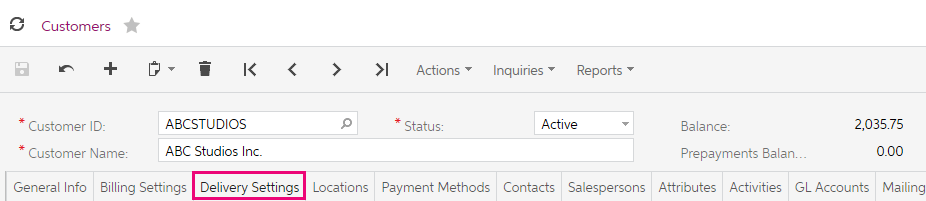 Customers
Actions Inquiries Reports
* Customer ID: ABCSTUDIOS * Status: Active Balance: 2,035.75
* Customer Name: ABC Studios Inc. Prepayments Balan... 0.00
General Info Billing Settings Delivery Settings Locations Payment Methods Contacts Salespersons Attributes Activities GL Accounts Mailing